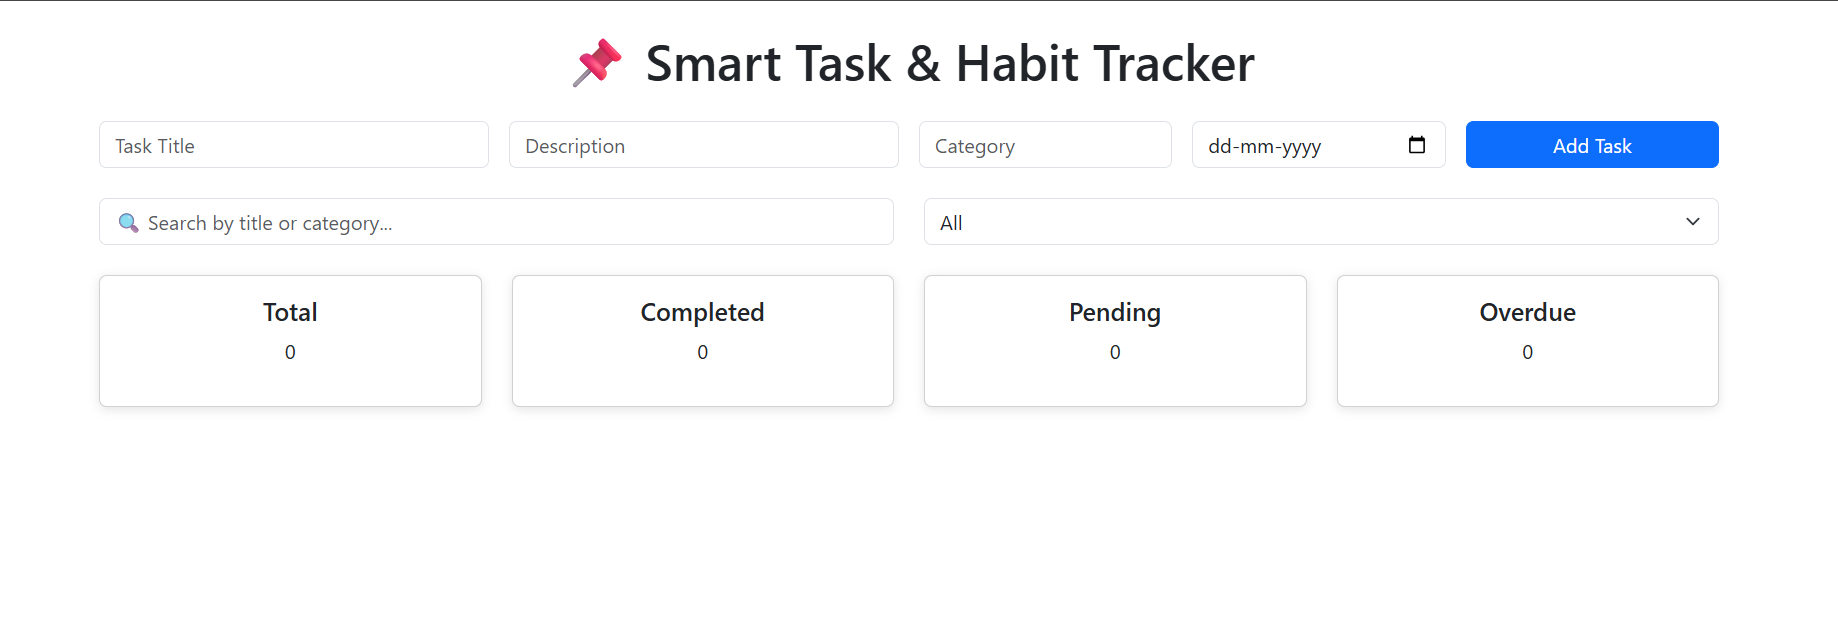 📌 Smart Task & Habit Tracker
Task Title Description Category dd-mm-yyyy Add Task
🔍 Search by title or category... All
Total Completed Pending Overdue
0 0 0 0